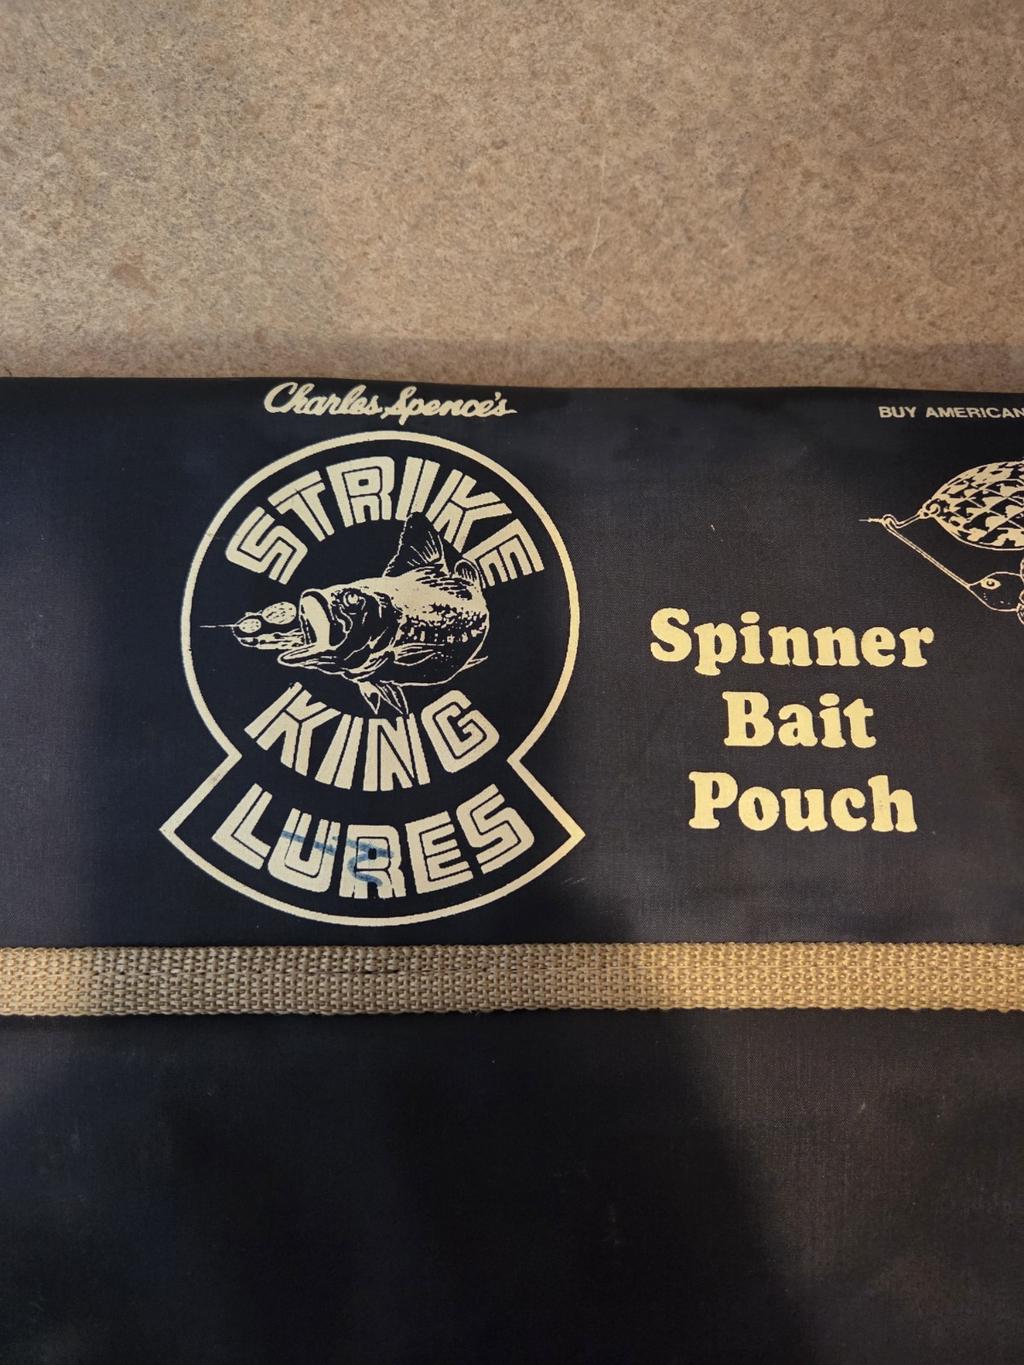 Charles Spence's
STRIKE
KING
LURES
BUY AMERICAN
Spinner
Bait
Pouch